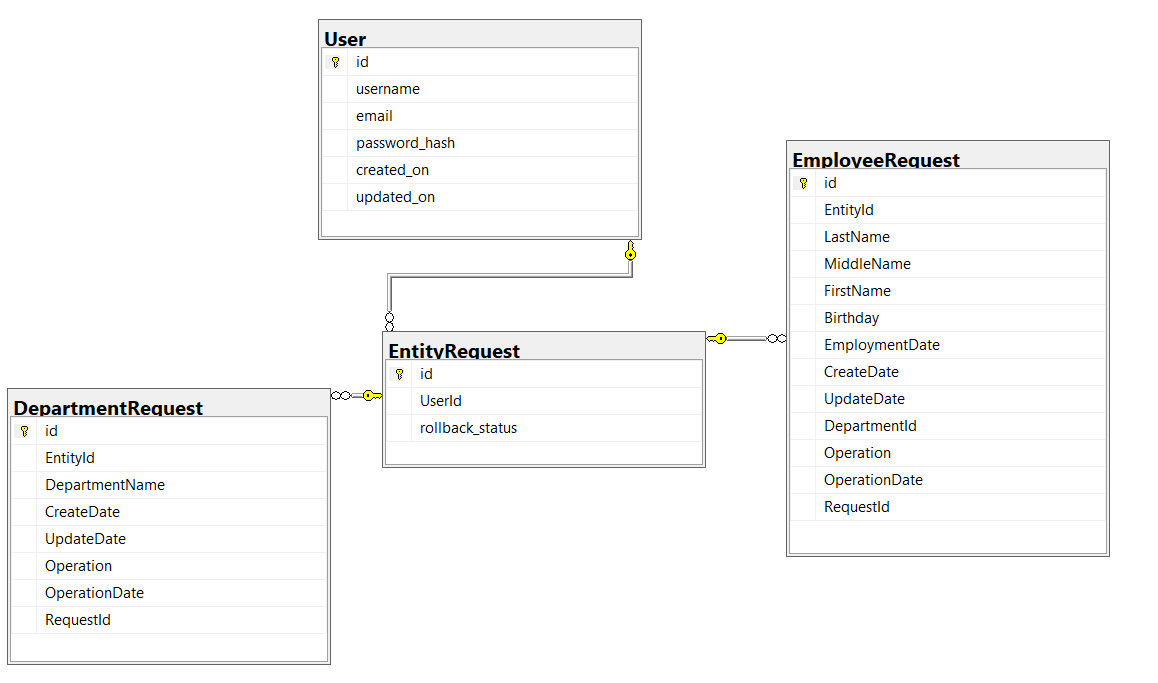 User
id
username
email
password_hash
created_on
updated_on
EmployeeRequest
id
EntityId
LastName
MiddleName
FirstName
Birthday
EmploymentDate
CreateDate
UpdateDate
DepartmentId
Operation
OperationDate
RequestId
EntityRequest
id
UserId
rollback_status
DepartmentRequest
id
EntityId
DepartmentName
CreateDate
UpdateDate
Operation
OperationDate
RequestId